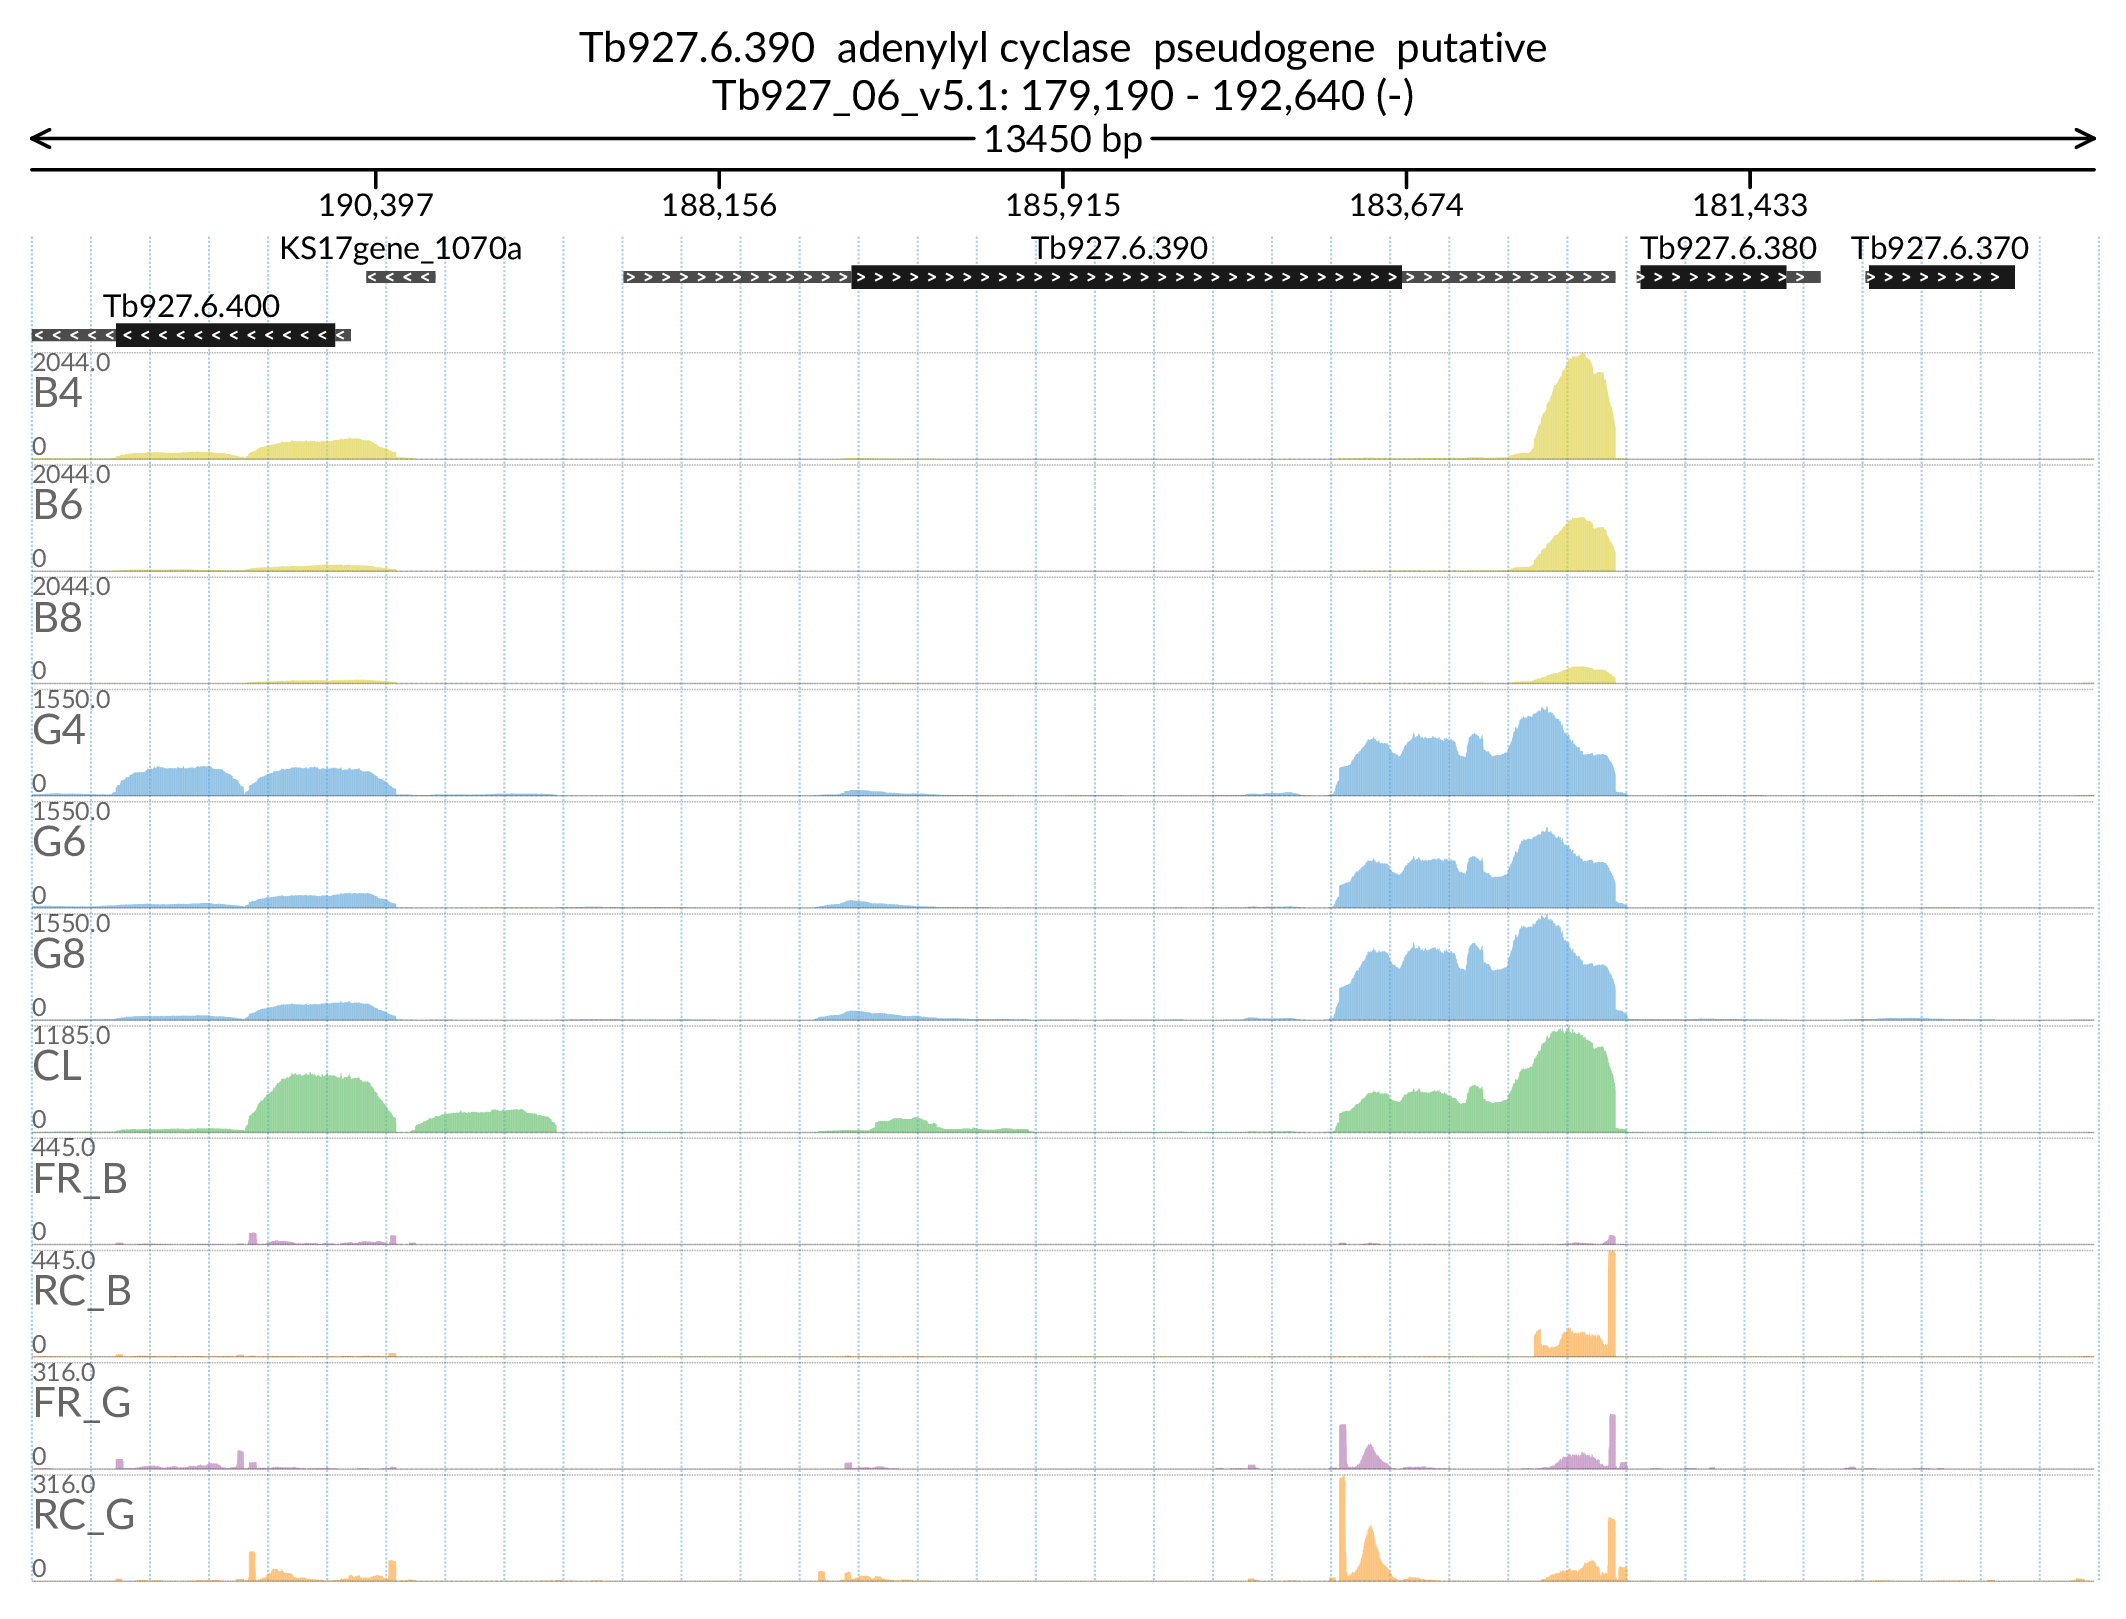 Tb927.6.390  adenylyl cyclase  pseudogene  putative
Tb927_06_v5.1: 179,190 - 192,640 (-)
13450 bp
190,397 188,156 185,915 183,674 181,433
KS17gene_1070a Tb927.6.390 Tb927.6.380 Tb927.6.370
Tb927.6.400
2044.0
B4
0
2044.0
B6
0
2044.0
B8
0
1550.0
G4
0
1550.0
G6
0
1550.0
G8
0
1185.0
CL
0
445.0
FR_B
0
445.0
RC_B
0
316.0
FR_G
0
316.0
RC_G
0